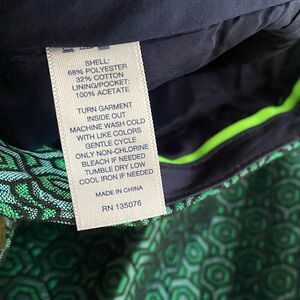 SHELL:
68% POLYESTER
32% COTTON
LINING/POCKET:
100% ACETATE
TURN GARMENT
INSIDE OUT
MACHINE WASH COLD
WITH LIKE COLORS
GENTLE CYCLE
ONLY NON-CHLORINE
BLEACH IF NEEDED
TUMBLE DRY LOW
COOL IRON IF NEEDED
MADE IN CHINA
RN 135076